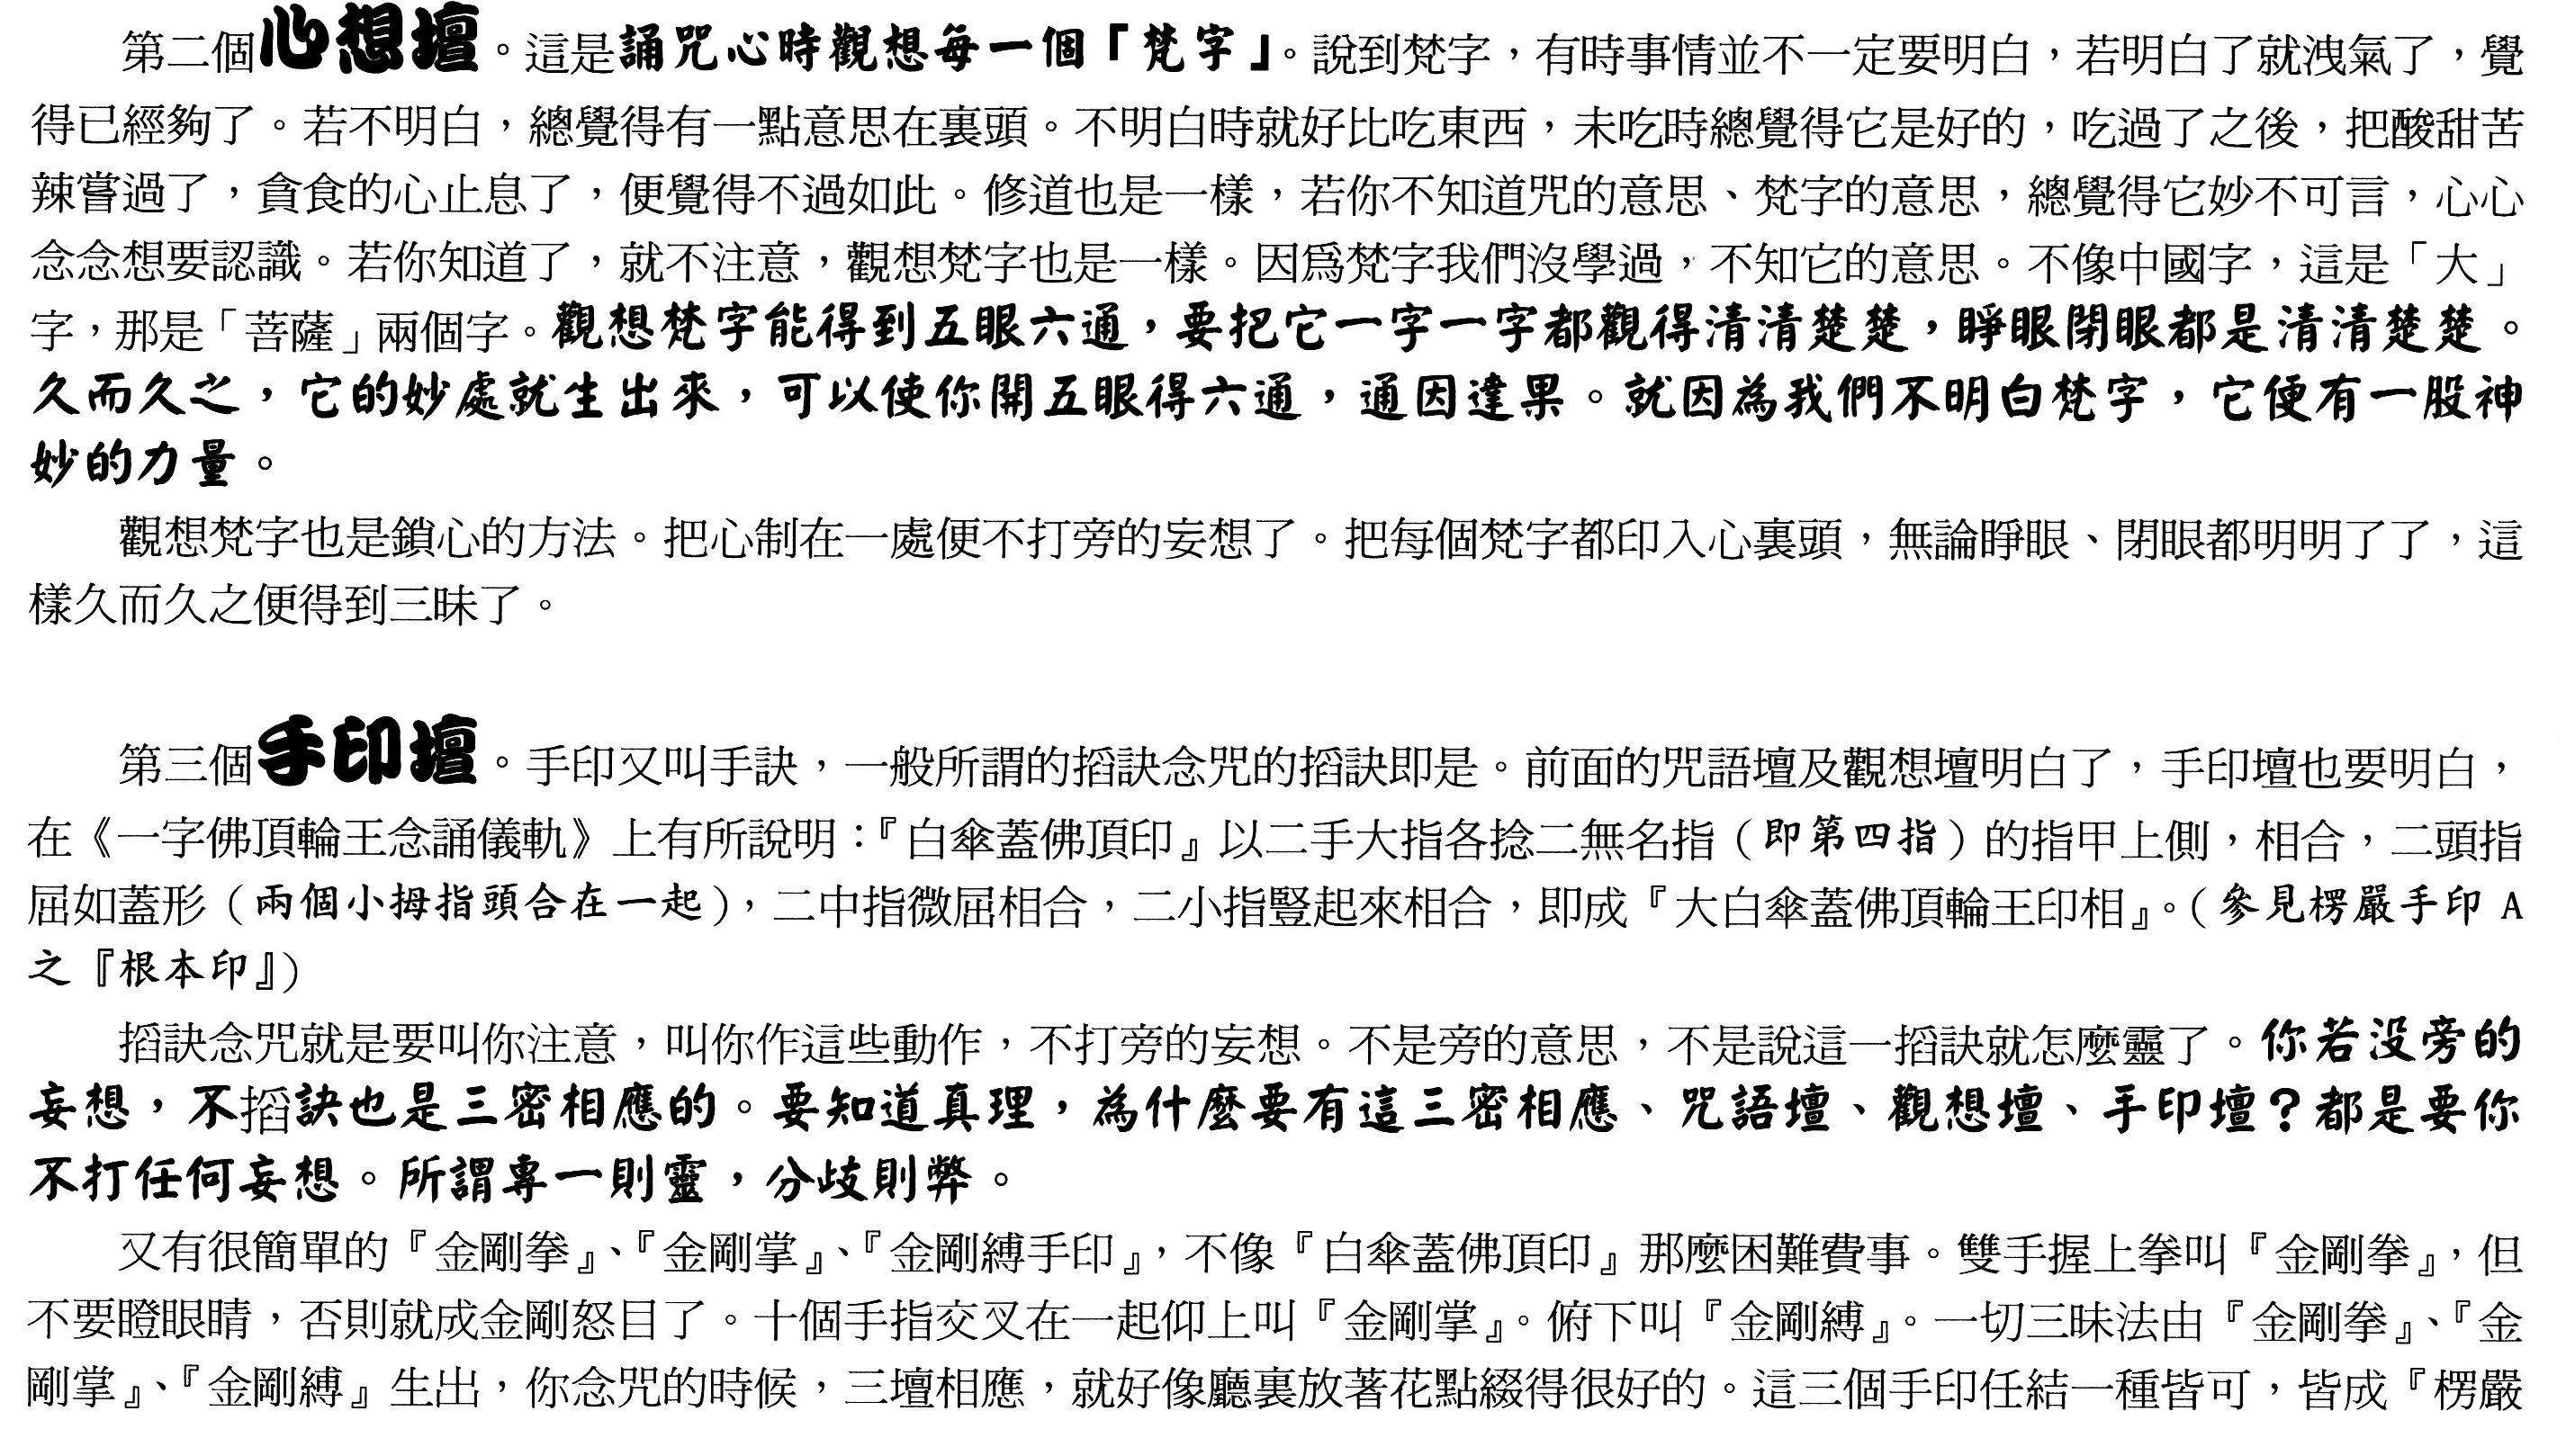 第二個心想壇。這是誦咒心時觀想每一個「梵字」。說到梵字，有時事情並不一定要明白，若明白了就洩氣了，覺
得已經夠了。若不明白，總覺得有一點意思在裏頭。不明白時就好比吃東西，未吃時總覺得它是好的，吃過了之後，把酸甜苦
辣嘗過了，貪食的心止息了，便覺得不過如此。修道也是一樣，若你不知道咒的意思、梵字的意思，總覺得它妙不可言，心心
念念想要認識。若你知道了，就不注意，觀想梵字也是一樣。因爲梵字我們沒學過，不知它的意思。不像中國字，這是「大」
字，那是「菩薩」兩個字。觀想梵字能得到五眼六通，要把它一字一字都觀得清清楚楚，睜眼閉眼都是清清楚楚。
久而久之，它的妙處就生出來，可以使你開五眼得六通，通因達果。就因為我們不明白梵字，它便有一股神
妙的力量。
觀想梵字也是鎖心的方法。把心制在一處便不打旁的妄想了。把每個梵字都印入心裏頭，無論睜眼、閉眼都明明了了，這
樣久而久之便得到三昧了。
第三個手印壇。手印又叫手訣，一般所謂的搯訣念咒的搯訣即是。前面的咒語壇及觀想壇明白了，手印壇也要明白，
在《一字佛頂輪王念誦儀軌》上有所說明：『白傘蓋佛頂印』以二手大指各捻二無名指（即第四指）的指甲上側，相合，二頭指
屈如蓋形（兩個小拇指頭合在一起），二中指微屈相合，二小指豎起來相合，即成『大白傘蓋佛頂輪王印相』。（參見楞嚴手印 A
之『根本印』）
搯訣念咒就是要叫你注意，叫你作這些動作，不打旁的妄想。不是旁的意思，不是說這一搯訣就怎麼靈了。你若沒旁的
妄想，不搯訣也是三密相應的。要知道真理，為什麼要有這三密相應、咒語壇、觀想壇、手印壇？都是要你
不打任何妄想。所謂專一則靈，分歧則弊。
又有很簡單的『金剛拳』、『金剛掌』、『金剛縛手印』，不像『白傘蓋佛頂印』那麼困難費事。雙手握上拳叫『金剛拳』，但
不要瞪眼睛，否則就成金剛怒目了。十個手指交叉在一起仰上叫『金剛掌』。俯下叫『金剛縛』。一切三昧法由『金剛拳』、『金
剛掌』、『金剛縛』生出，你念咒的時候，三壇相應，就好像廳裏放著花點綴得很好的。這三個手印任結一種皆可，皆成『楞嚴